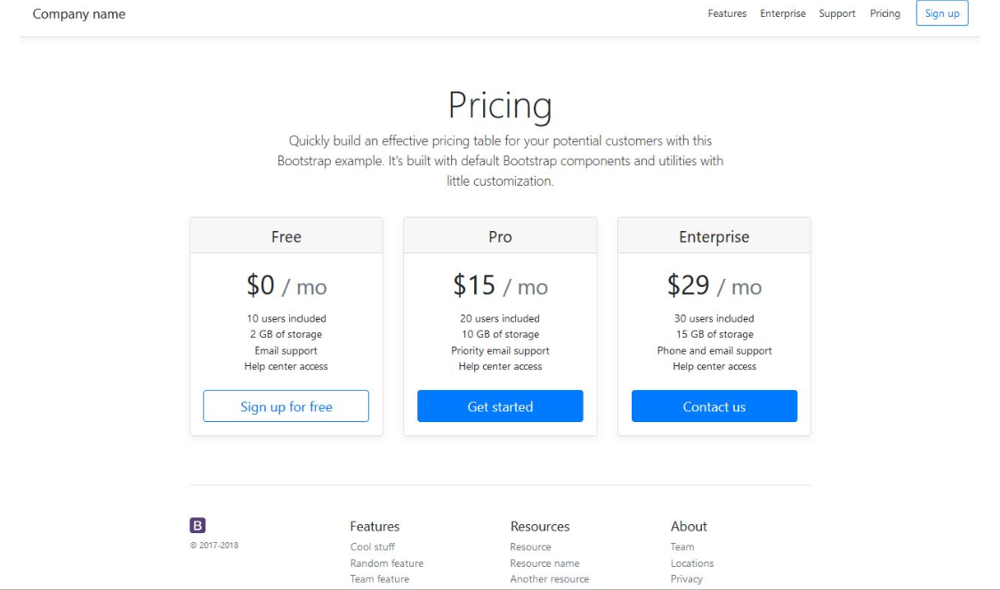 Company name
Features Enterprise Support Pricing Sign up
Pricing
Quickly build an effective pricing table for your potential customers with this
Bootstrap example. It's built with default Bootstrap components and utilities with
little customization.
Free
$0 / mo
10 users included
2 GB of storage
Email support
Help center access
Sign up for free
Pro
$15 / mo
20 users included
10 GB of storage
Priority email support
Help center access
Get started
Enterprise
$29 / mo
30 users included
15 GB of storage
Phone and email support
Help center access
Contact us
B
© 2017-2018
Features
Cool stuff
Random feature
Team feature
Resources
Resource
Resource name
Another resource
About
Team
Locations
Privacy